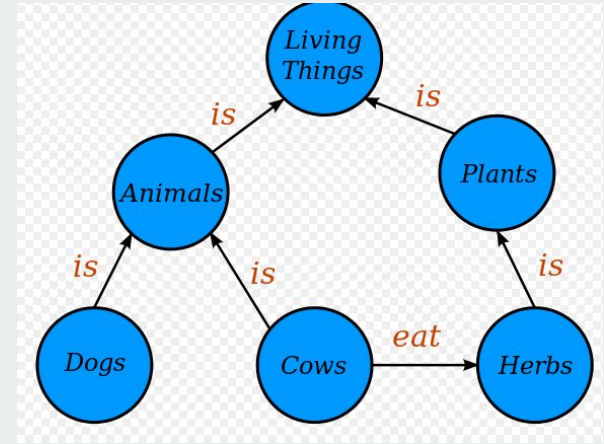 Living
Things
is
is
Animals
Plants
is
is
is
eat
Dogs
Cows
Herbs